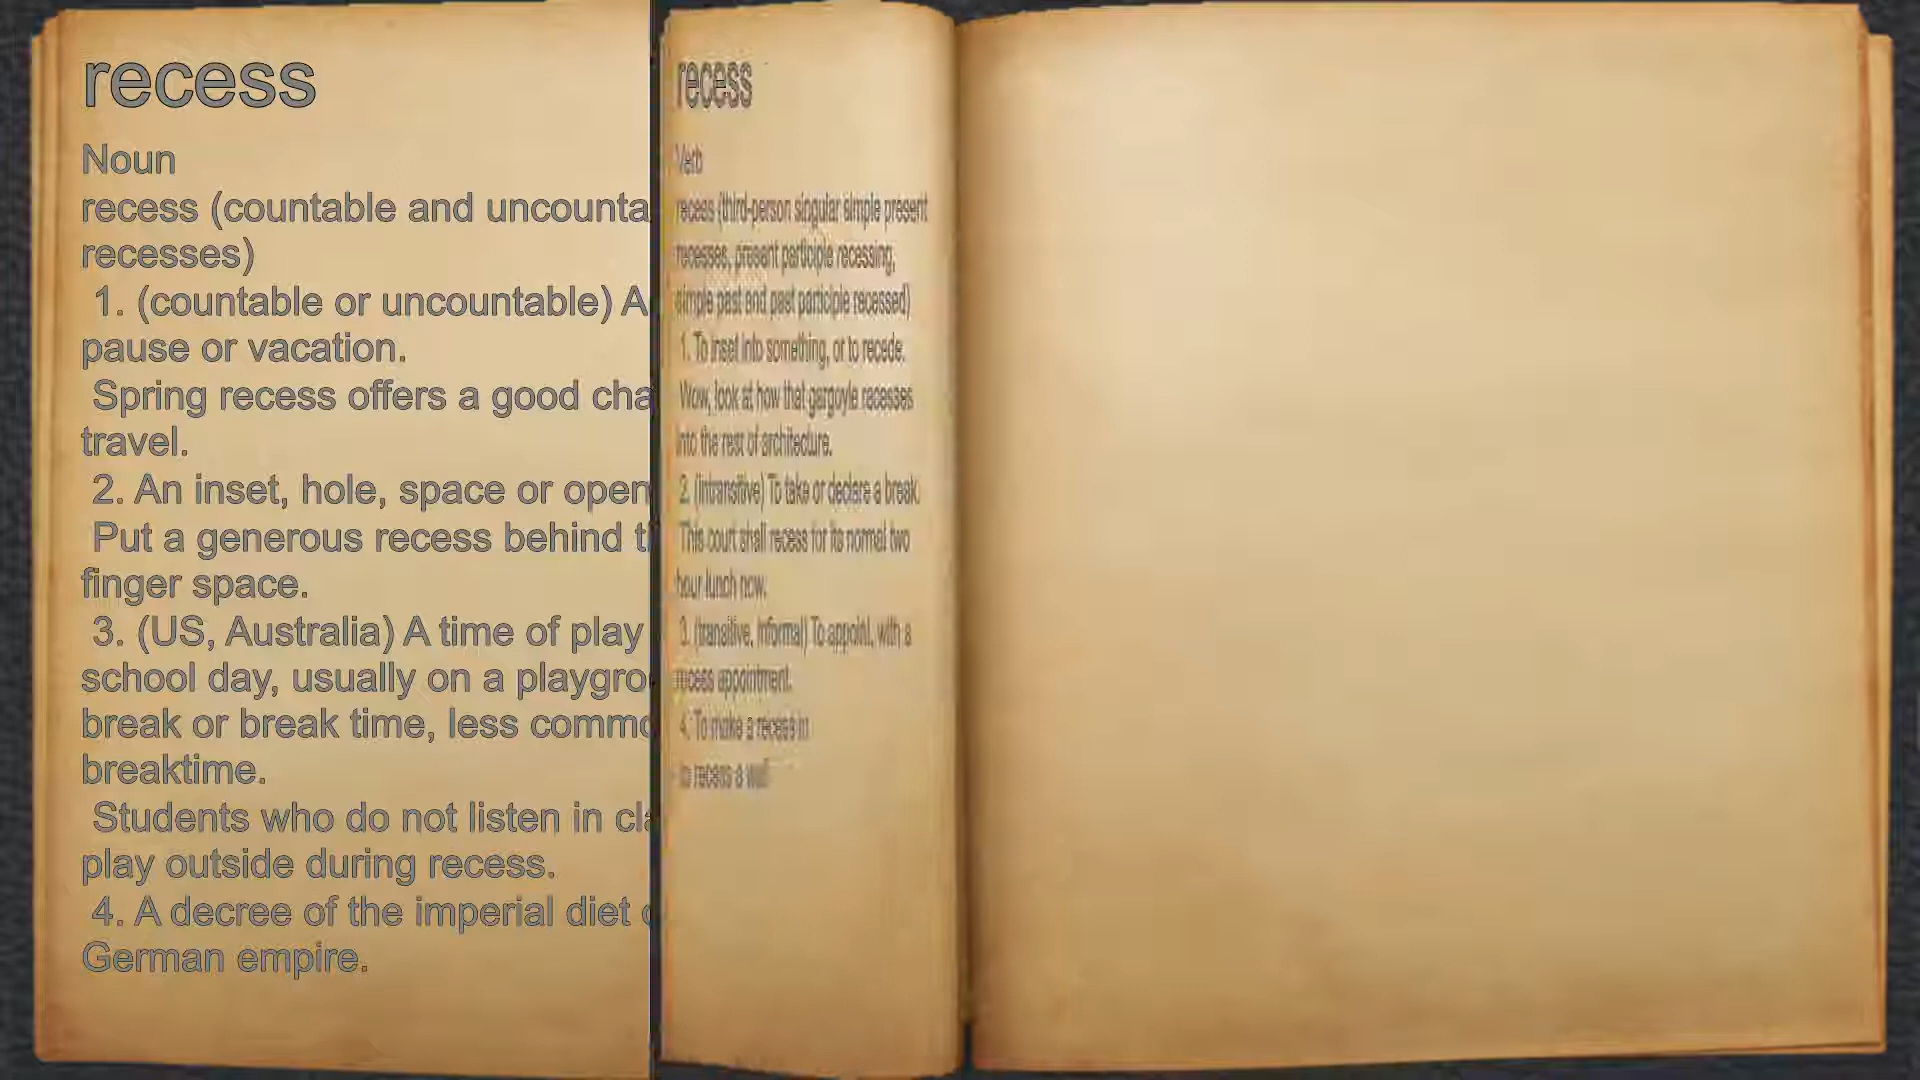 recess
Noun
recess (countable and uncounta
recesses)
1. (countable or uncountable) A
pause or vacation.
Spring recess offers a good cha
travel.
2. An inset, hole, space or open
Put a generous recess behind t
finger space.
3. (US, Australia) A time of play
school day, usually on a playgro
break or break time, less commo
breaktime.
Students who do not listen in cla
play outside during recess.
4. A decree of the imperial diet
German empire.
recess
Verb
recess (third-person singular simple present
recesses, present participle recessing,
simple past and past participle recessed)
1. To inset into something, or to recede.
Wow, look at how that gargoyle recesses
into the rest of architecture.
2. (intransitive) To take or declare a break.
This court shall recess for its normal two
hour lunch now.
3. (transitive, informal) To appoint, with a
recess appointment.
4. To make a recess in.
to recess a wall